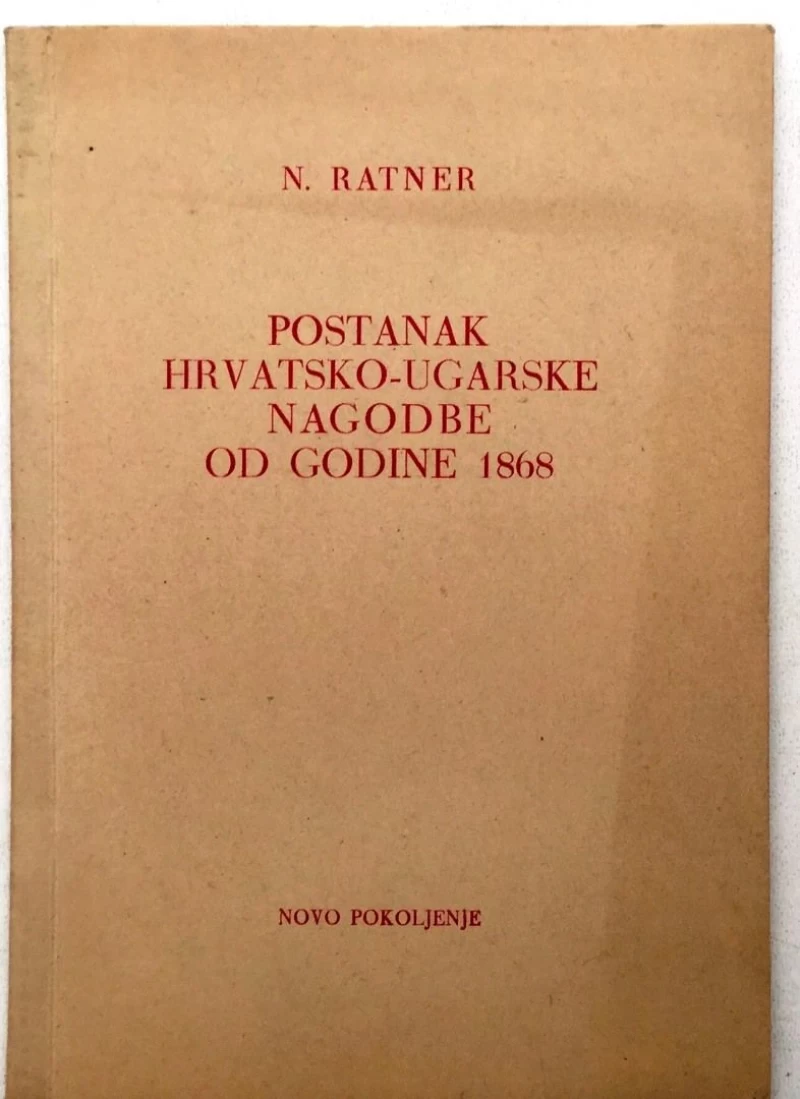 N. RATNER
POSTANAK
HRVATSKO-UGARSKE
NAGODBE
OD GODINE 1868
NOVO POKOLJENJE